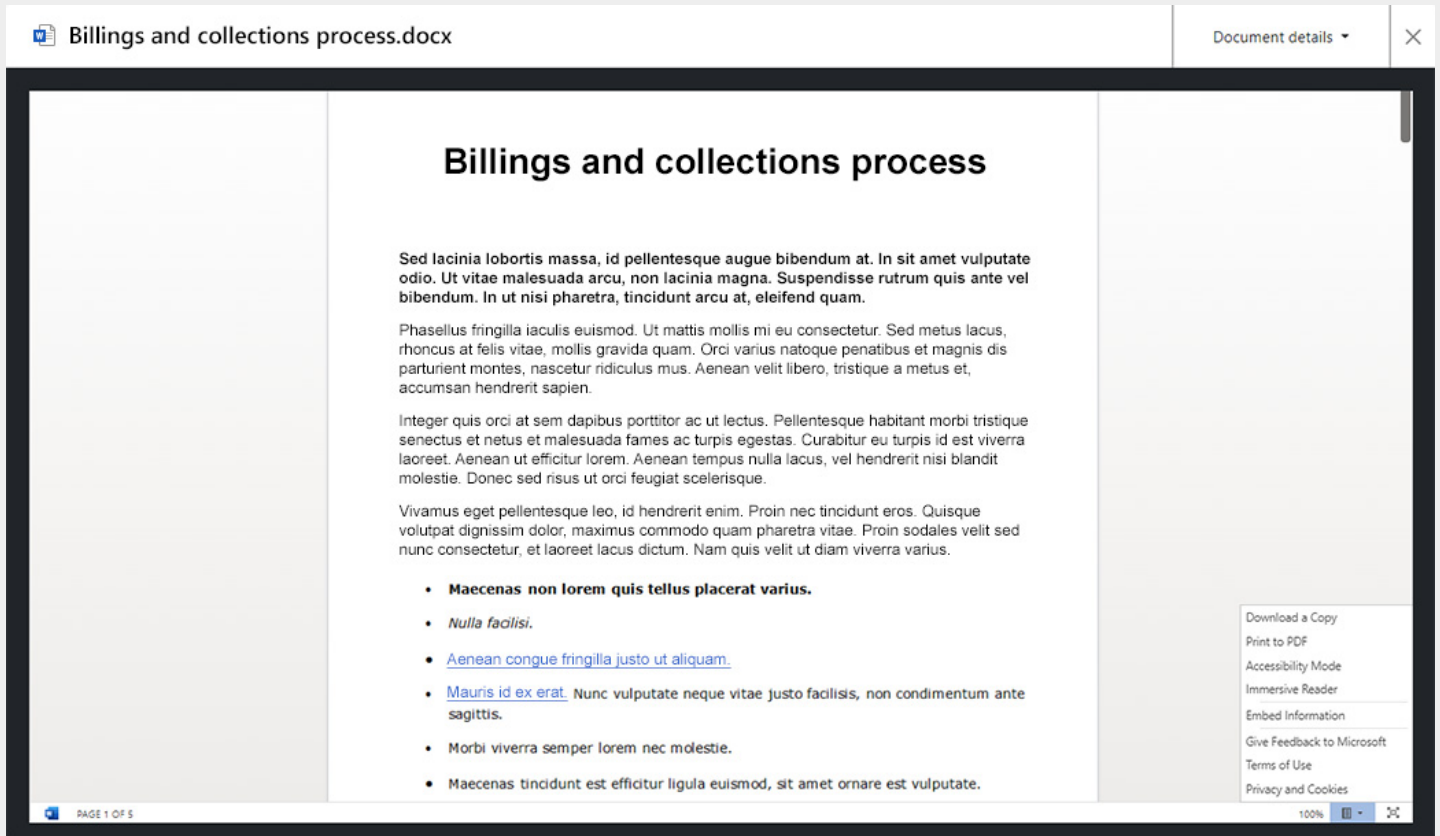 Billings and collections process.docx
Document details
Billings and collections process
Sed lacinia lobortis massa, id pellentesque augue bibendum at. In sit amet vulputate
odio. Ut vitae malesuada arcu, non lacinia magna. Suspendisse rutrum quis ante vel
bibendum. In ut nisi pharetra, tincidunt arcu at, eleifend quam.
Phasellus fringilla iaculis euismod. Ut mattis mollis mi eu consectetur. Sed metus lacus,
rhoncus at felis vitae, mollis gravida quam. Orci varius natoque penatibus et magnis dis
parturient montes, nascetur ridiculus mus. Aenean velit libero, tristique a metus et,
accumsan hendrerit sapien.
Integer quis orci at sem dapibus porttitor ac ut lectus. Pellentesque habitant morbi tristique
senectus et netus et malesuada fames ac turpis egestas. Curabitur eu turpis id est viverra
laoreet. Aenean ut efficitur lorem. Aenean tempus nulla lacus, vel hendrerit nisi blandit
molestie. Donec sed risus ut orci feugiat scelerisque.
Vivamus eget pellentesque leo, id hendrerit enim. Proin nec tincidunt eros. Quisque
volutpat dignissim dolor, maximus commodo quam pharetra vitae. Proin sodales velit sed
nunc consectetur, et laoreet lacus dictum. Nam quis velit ut diam viverra varius.
• Maecenas non lorem quis tellus placerat varius.
• Nulla facilisi.
• Aenean congue fringilla justo ut aliquam.
• Mauris id ex erat. Nunc vulputate neque vitae justo facilisis, non condimentum ante
sagittis.
• Morbi viverra semper lorem nec molestie.
• Maecenas tincidunt est efficitur ligula euismod, sit amet ornare est vulputate.
Download a Copy
Print to PDF
Accessibility Mode
Immersive Reader
Embed Information
Give Feedback to Microsoft
Terms of Use
Privacy and Cookies
PAGE 1 OF 5
100%